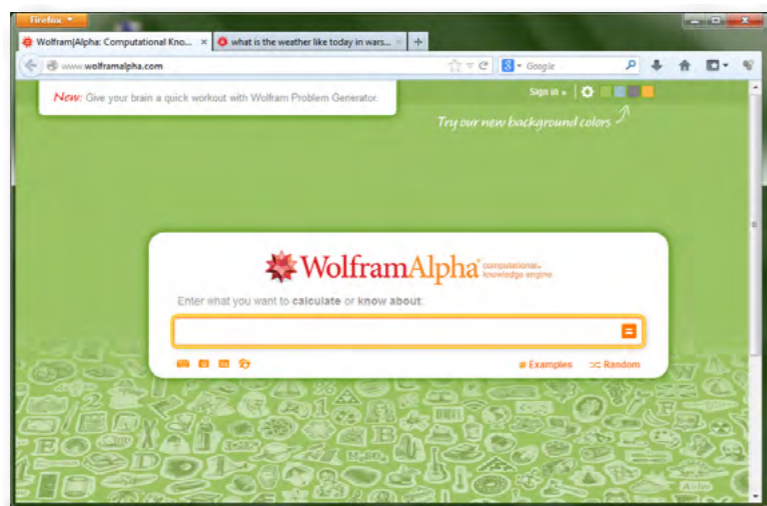 Firefox
Wolfram|Alpha: Computational Kno...
what is the weather like today in wars...
www.wolframalpha.com
Google
New: Give your brain a quick workout with Wolfram Problem Generator.
Sign in
Try our new background colors
WolframAlpha computational knowledge engine
Enter what you want to calculate or know about:
Examples
Random